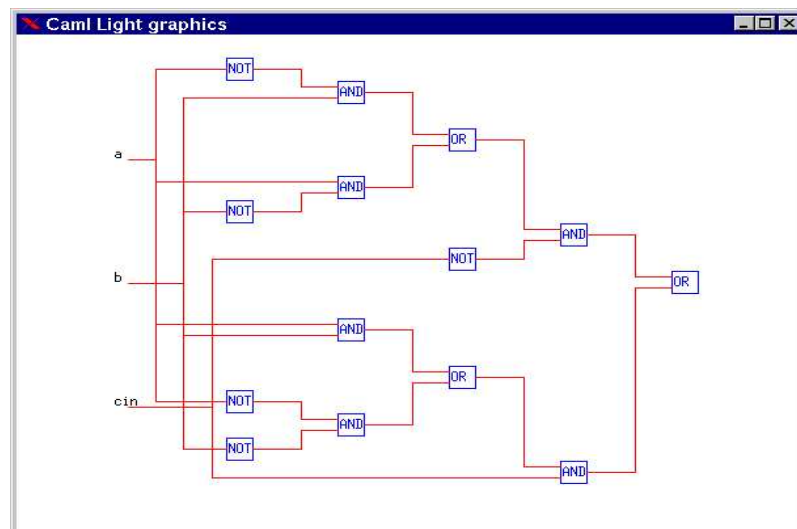 Caml Light graphics
NOT
AND
OR
a
AND
NOT
AND
NOT
b
OR
AND
OR
cin
NOT
AND
NOT
AND